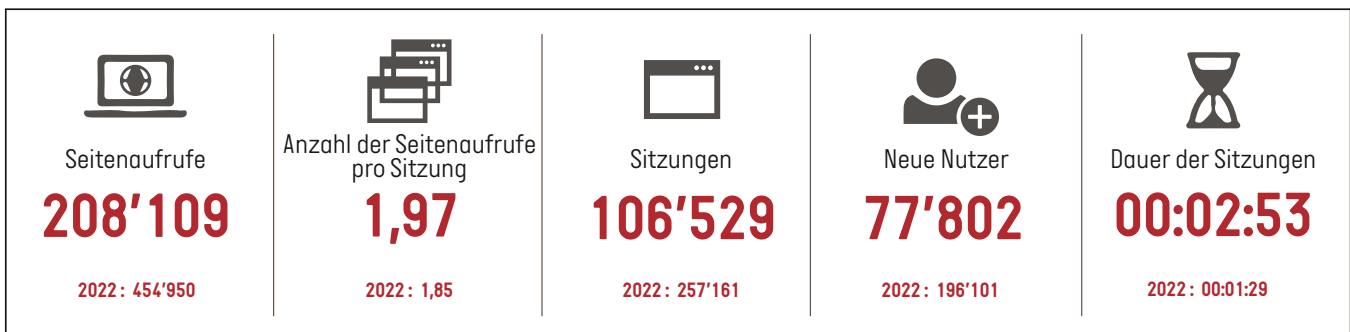 Seitenaufrufe
208'109
2022 : 454'950
Anzahl der Seitenaufrufe
pro Sitzung
1,97
2022 : 1,85
Sitzungen
106'529
2022 : 257'161
Neue Nutzer
77'802
2022 : 196'101
Dauer der Sitzungen
00:02:53
2022 : 00:01:29